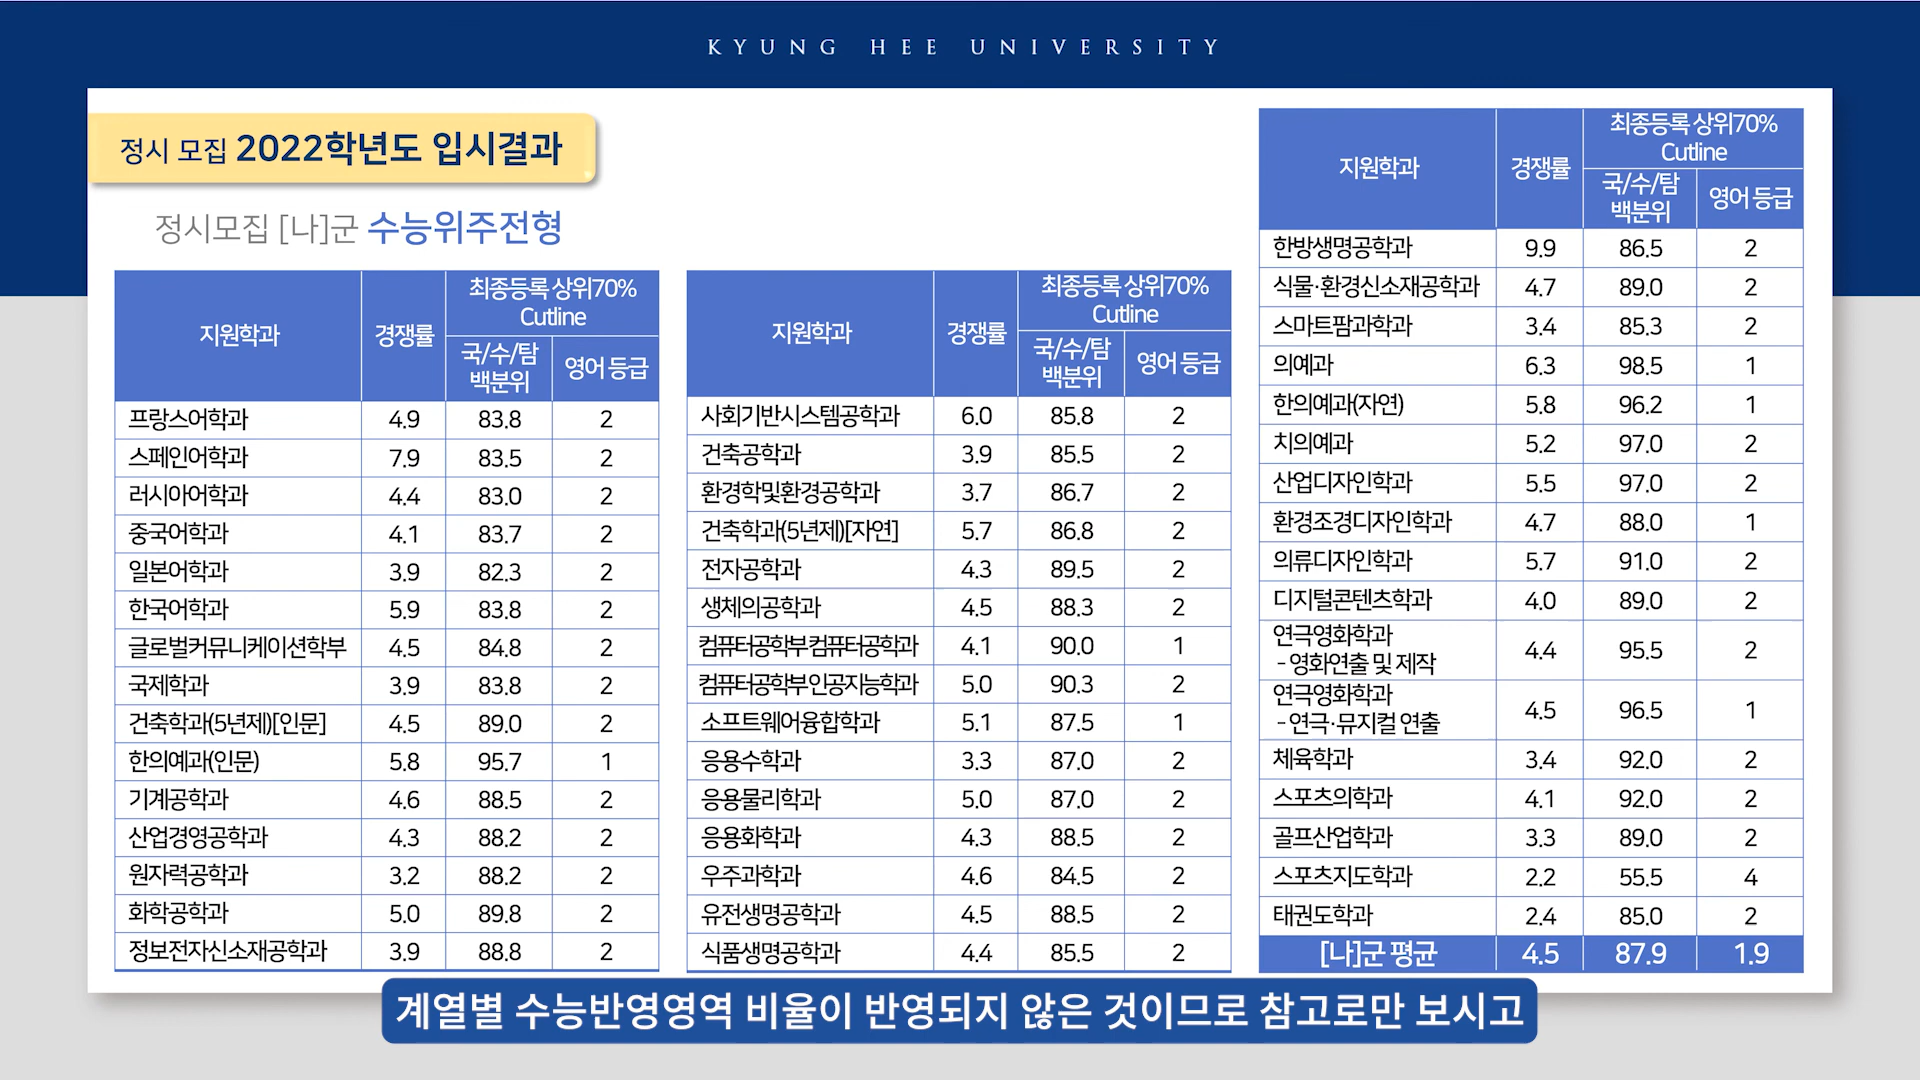 KYUNG HEE UNIVERSITY
정시 모집 2022학년도 입시결과
정시모집 [나]군 수능위주전형
지원학과 경쟁률 최종등록 상위70% Cutline
국/수/탐 백분위 영어 등급
프랑스어학과 4.9 83.8 2
스페인어학과 7.9 83.5 2
러시아어학과 4.4 83.0 2
중국어학과 4.1 83.7 2
일본어학과 3.9 82.3 2
한국어학과 5.9 83.8 2
글로벌커뮤니케이션학부 4.5 84.8 2
국제학과 3.9 83.8 2
건축학과(5년제)[인문] 4.5 89.0 2
한의예과(인문) 5.8 95.7 1
기계공학과 4.6 88.5 2
산업경영공학과 4.3 88.2 2
원자력공학과 3.2 88.2 2
화학공학과 5.0 89.8 2
정보전자신소재공학과 3.9 88.8 2
지원학과 경쟁률 최종등록 상위70% Cutline
국/수/탐 백분위 영어 등급
사회기반시스템공학과 6.0 85.8 2
건축공학과 3.9 85.5 2
환경학및환경공학과 3.7 86.7 2
건축학과(5년제)[자연] 5.7 86.8 2
전자공학과 4.3 89.5 2
생체의공학과 4.5 88.3 2
컴퓨터공학부컴퓨터공학과 4.1 90.0 1
컴퓨터공학부인공지능학과 5.0 90.3 2
소프트웨어융합학과 5.1 87.5 1
응용수학과 3.3 87.0 2
응용물리학과 5.0 87.0 2
응용화학과 4.3 88.5 2
우주과학과 4.6 84.5 2
유전생명공학과 4.5 88.5 2
식품생명공학과 4.4 85.5 2
지원학과 경쟁률 최종등록 상위70% Cutline
국/수/탐 백분위 영어 등급
한방생명공학과 9.9 86.5 2
식물·환경신소재공학과 4.7 89.0 2
스마트팜과학과 3.4 85.3 2
의예과 6.3 98.5 1
한의예과(자연) 5.8 96.2 1
치의예과 5.2 97.0 2
산업디자인학과 5.5 97.0 2
환경조경디자인학과 4.7 88.0 1
의류디자인학과 5.7 91.0 2
디지털콘텐츠학과 4.0 89.0 2
연극영화학과
-영화연출 및 제작 4.4 95.5 2
연극영화학과
-연극·뮤지컬 연출 4.5 96.5 1
체육학과 3.4 92.0 2
스포츠의학과 4.1 92.0 2
골프산업학과 3.3 89.0 2
스포츠지도학과 2.2 55.5 4
태권도학과 2.4 85.0 2
[나]군 평균 4.5 87.9 1.9
계열별 수능반영영역 비율이 반영되지 않은 것이므로 참고로만 보시고